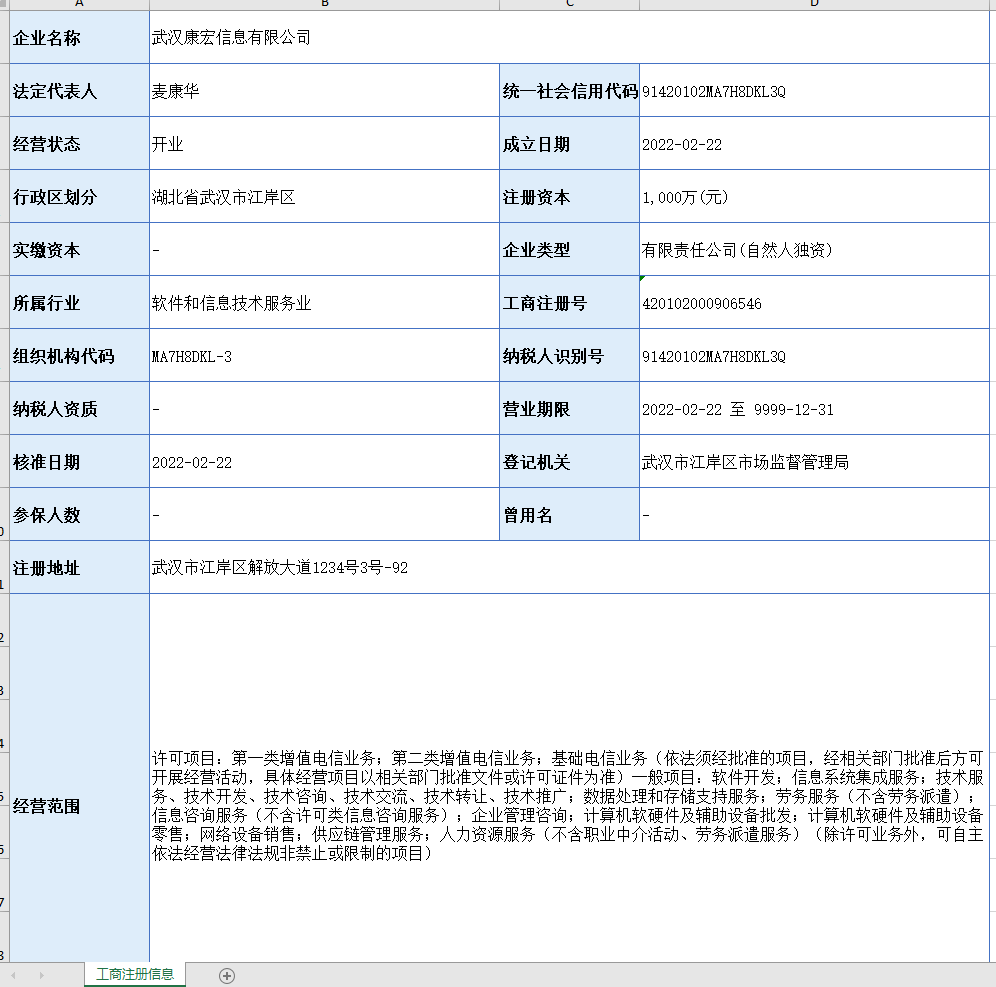 A B C D
企业名称 武汉康宏信息有限公司
法定代表人 麦康华 统一社会信用代码 91420102MA7H8DKL3Q
经营状态 开业 成立日期 2022-02-22
行政区划分 湖北省武汉市江岸区 注册资本 1,000万(元)
实缴资本 - 企业类型 有限责任公司(自然人独资)
所属行业 软件和信息技术服务业 工商注册号 420102000906546
组织机构代码 MA7H8DKL-3 纳税人识别号 91420102MA7H8DKL3Q
纳税人资质 - 营业期限 2022-02-22 至 9999-12-31
核准日期 2022-02-22 登记机关 武汉市江岸区市场监督管理局
参保人数 - 曾用名 -
注册地址 武汉市江岸区解放大道1234号3号-92
经营范围
许可项目：第一类增值电信业务；第二类增值电信业务；基础电信业务（依法须经批准的项目，经相关部门批准后方可
开展经营活动，具体经营项目以相关部门批准文件或许可证件为准）一般项目：软件开发；信息系统集成服务；技术服
务、技术开发、技术咨询、技术交流、技术转让、技术推广；数据处理和存储支持服务；劳务服务（不含劳务派遣）；
信息咨询服务（不含许可类信息咨询服务）；企业管理咨询；计算机软硬件及辅助设备批发；计算机软硬件及辅助设备
零售；网络设备销售；供应链管理服务；人力资源服务（不含职业中介活动、劳务派遣服务）（除许可业务外，可自主
依法经营法律法规非禁止或限制的项目）
工商注册信息